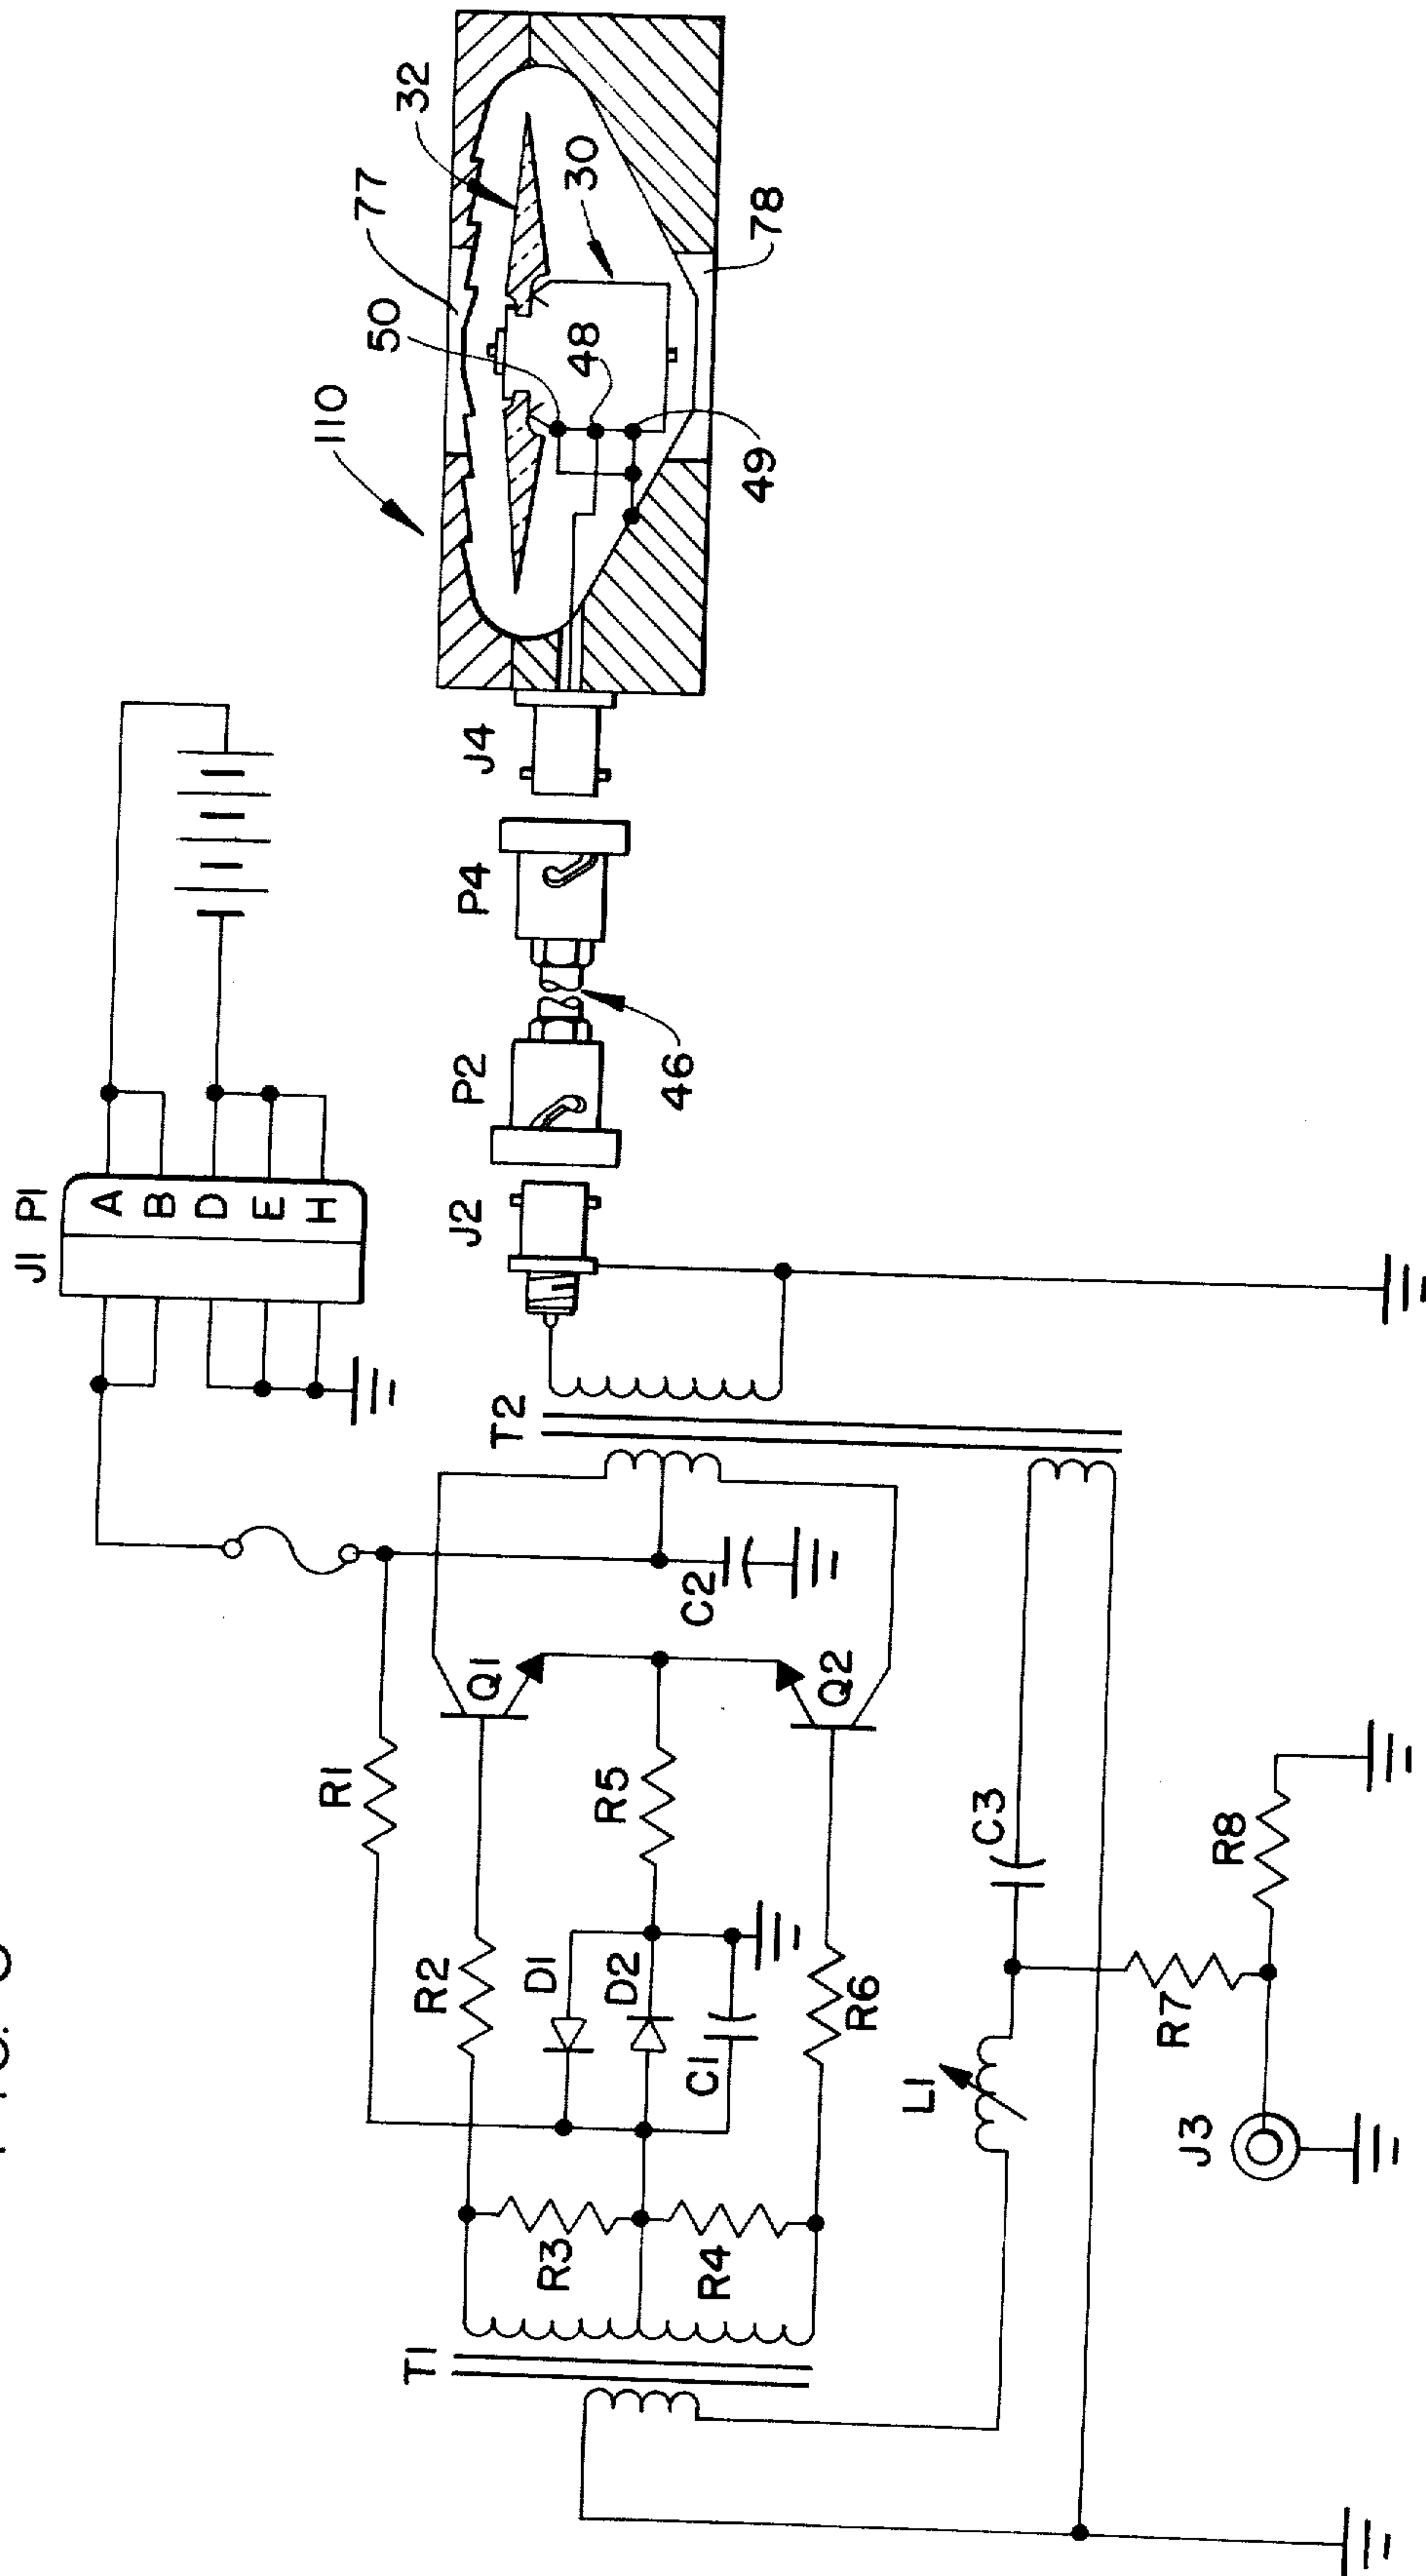 110
77
32
50
30
48
49
78
J1 P1
A
B
D
E
H
J2
P2
P4
J4
46
T2
C2
Q1
Q2
R1
R2
R5
D1
D2
C1
R6
R3
R4
T1
C3
L1
R7
R8
J3